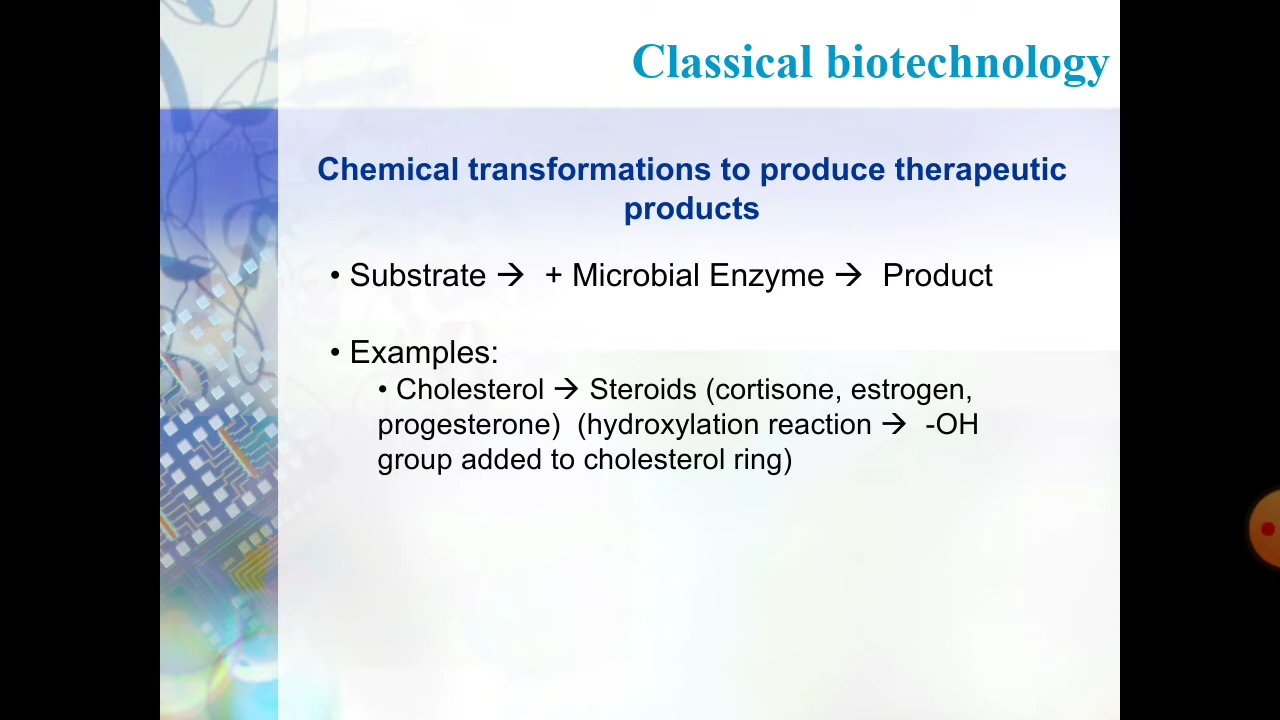 Classical biotechnology
Chemical transformations to produce therapeutic
products
• Substrate → + Microbial Enzyme → Product
• Examples:
• Cholesterol → Steroids (cortisone, estrogen,
progesterone) (hydroxylation reaction → -OH
group added to cholesterol ring)